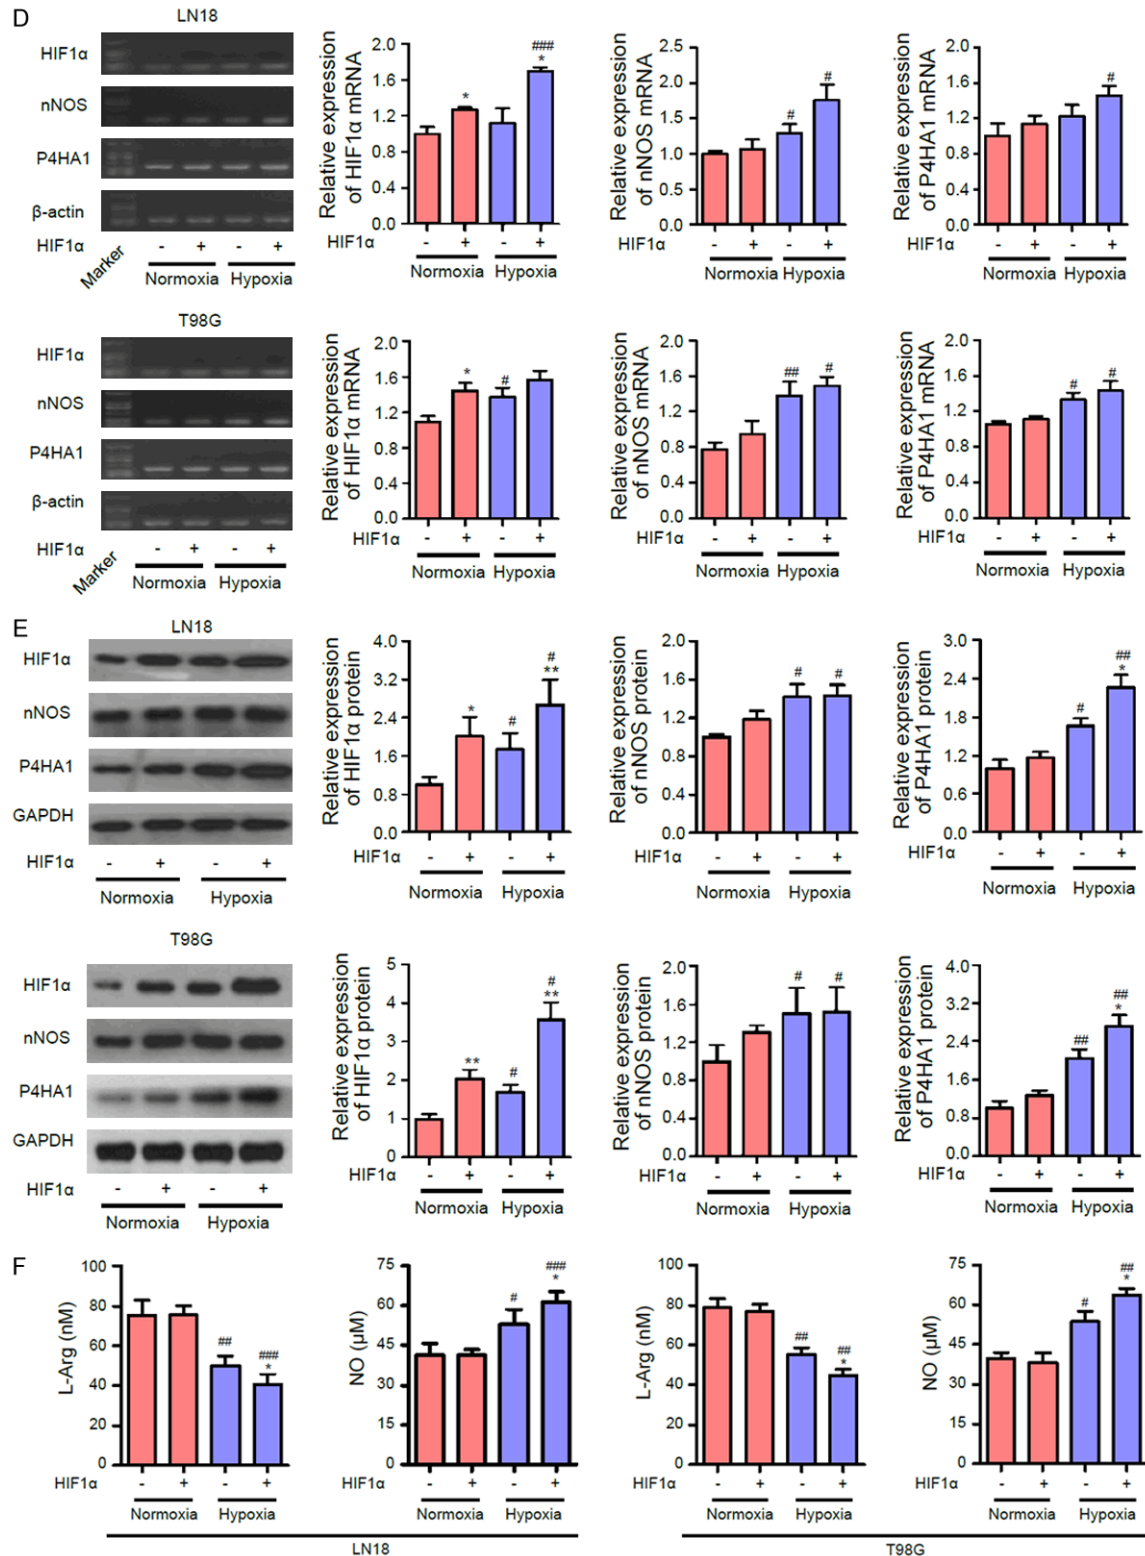 D
LN18
HIF1α
nNOS
P4HA1
β-actin
HIF1α - + - +
Marker
Normoxia Hypoxia
Relative expression
of HIF1α mRNA
2.0
1.6
1.2
0.8
0.4
0.0
*
###
*
HIF1α - + - +
Normoxia Hypoxia
Relative expression
of nNOS mRNA
2.5
2.0
1.5
1.0
0.5
0.0
#
#
HIF1α - + - +
Normoxia Hypoxia
Relative expression
of P4HA1 mRNA
2.0
1.6
1.2
0.8
0.4
0.0
#
HIF1α - + - +
Normoxia Hypoxia
T98G
HIF1α
nNOS
P4HA1
β-actin
HIF1α - + - +
Marker
Normoxia Hypoxia
Relative expression
of HIF1α mRNA
2.0
1.6
1.2
0.8
0.4
0.0
* #
HIF1α - + - +
Normoxia Hypoxia
Relative expression
of nNOS mRNA
2.0
1.6
1.2
0.8
0.4
0.0
## #
HIF1α - + - +
Normoxia Hypoxia
Relative expression
of P4HA1 mRNA
2.0
1.6
1.2
0.8
0.4
0.0
# #
HIF1α - + - +
Normoxia Hypoxia
E
LN18
HIF1α
nNOS
P4HA1
GAPDH
HIF1α - + - +
Normoxia Hypoxia
Relative expression
of HIF1α protein
4.0
3.2
2.4
1.6
0.8
0.0
* #
#
**
HIF1α - + - +
Normoxia Hypoxia
Relative expression
of nNOS protein
2.0
1.6
1.2
0.8
0.4
0.0
# #
HIF1α - + - +
Normoxia Hypoxia
Relative expression
of P4HA1 protein
3.0
2.4
1.8
1.2
0.6
0.0
#
##
*
HIF1α - + - +
Normoxia Hypoxia
T98G
HIF1α
nNOS
P4HA1
GAPDH
HIF1α - + - +
Normoxia Hypoxia
Relative expression
of HIF1α protein
5
4
3
2
1
0
** #
#
**
HIF1α - + - +
Normoxia Hypoxia
Relative expression
of nNOS protein
2.0
1.6
1.2
0.8
0.4
0.0
# #
HIF1α - + - +
Normoxia Hypoxia
Relative expression
of P4HA1 protein
4.0
3.2
2.4
1.6
0.8
0.0
##
##
*
HIF1α - + - +
Normoxia Hypoxia
F
L-Arg (nM)
100
80
60
40
20
0
##
###
*
HIF1α - + - +
Normoxia Hypoxia
NO (μM)
75
60
45
30
15
0
#
###
*
HIF1α - + - +
Normoxia Hypoxia
LN18
L-Arg (nM)
100
80
60
40
20
0
##
##
*
HIF1α - + - +
Normoxia Hypoxia
NO (μM)
75
60
45
30
15
0
#
##
*
HIF1α - + - +
Normoxia Hypoxia
T98G